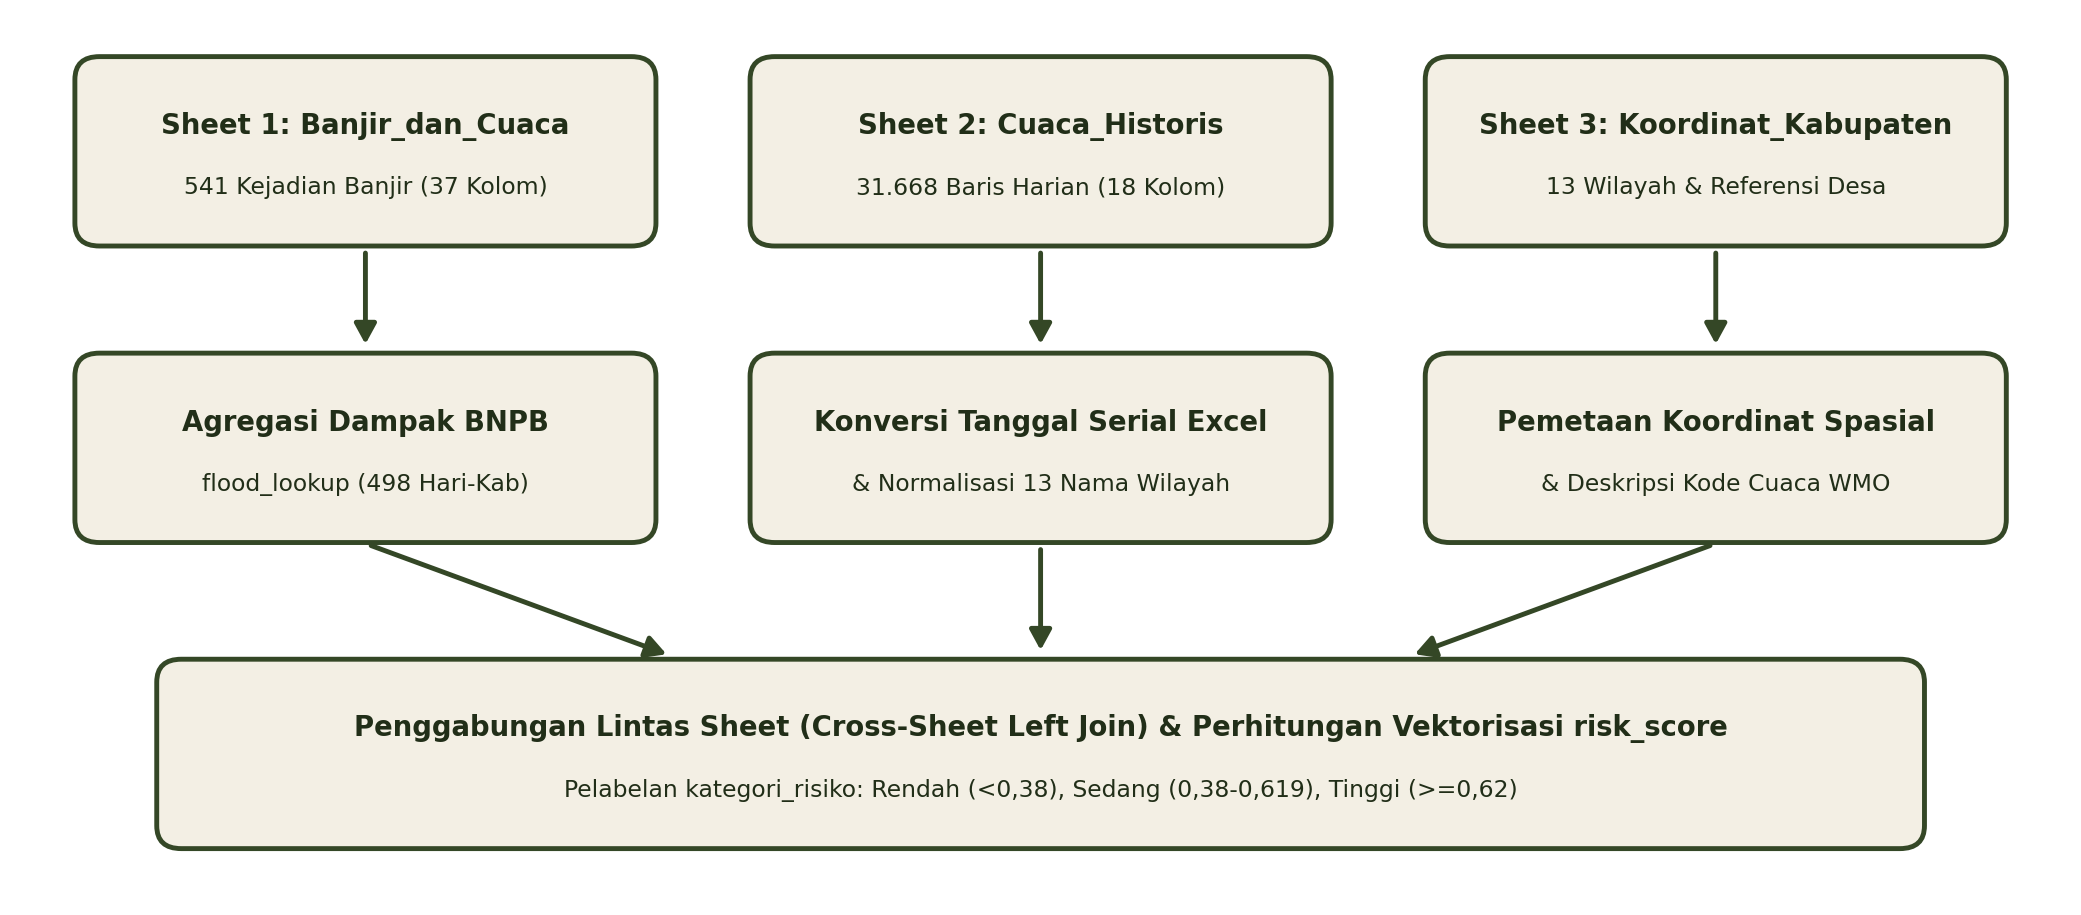 Sheet 1: Banjir_dan_Cuaca
541 Kejadian Banjir (37 Kolom)
Sheet 2: Cuaca_Historis
31.668 Baris Harian (18 Kolom)
Sheet 3: Koordinat_Kabupaten
13 Wilayah & Referensi Desa
Agregasi Dampak BNPB
flood_lookup (498 Hari-Kab)
Konversi Tanggal Serial Excel
& Normalisasi 13 Nama Wilayah
Pemetaan Koordinat Spasial
& Deskripsi Kode Cuaca WMO
Penggabungan Lintas Sheet (Cross-Sheet Left Join) & Perhitungan Vektorisasi risk_score
Pelabelan kategori_risiko: Rendah (<0,38), Sedang (0,38-0,619), Tinggi (>=0,62)